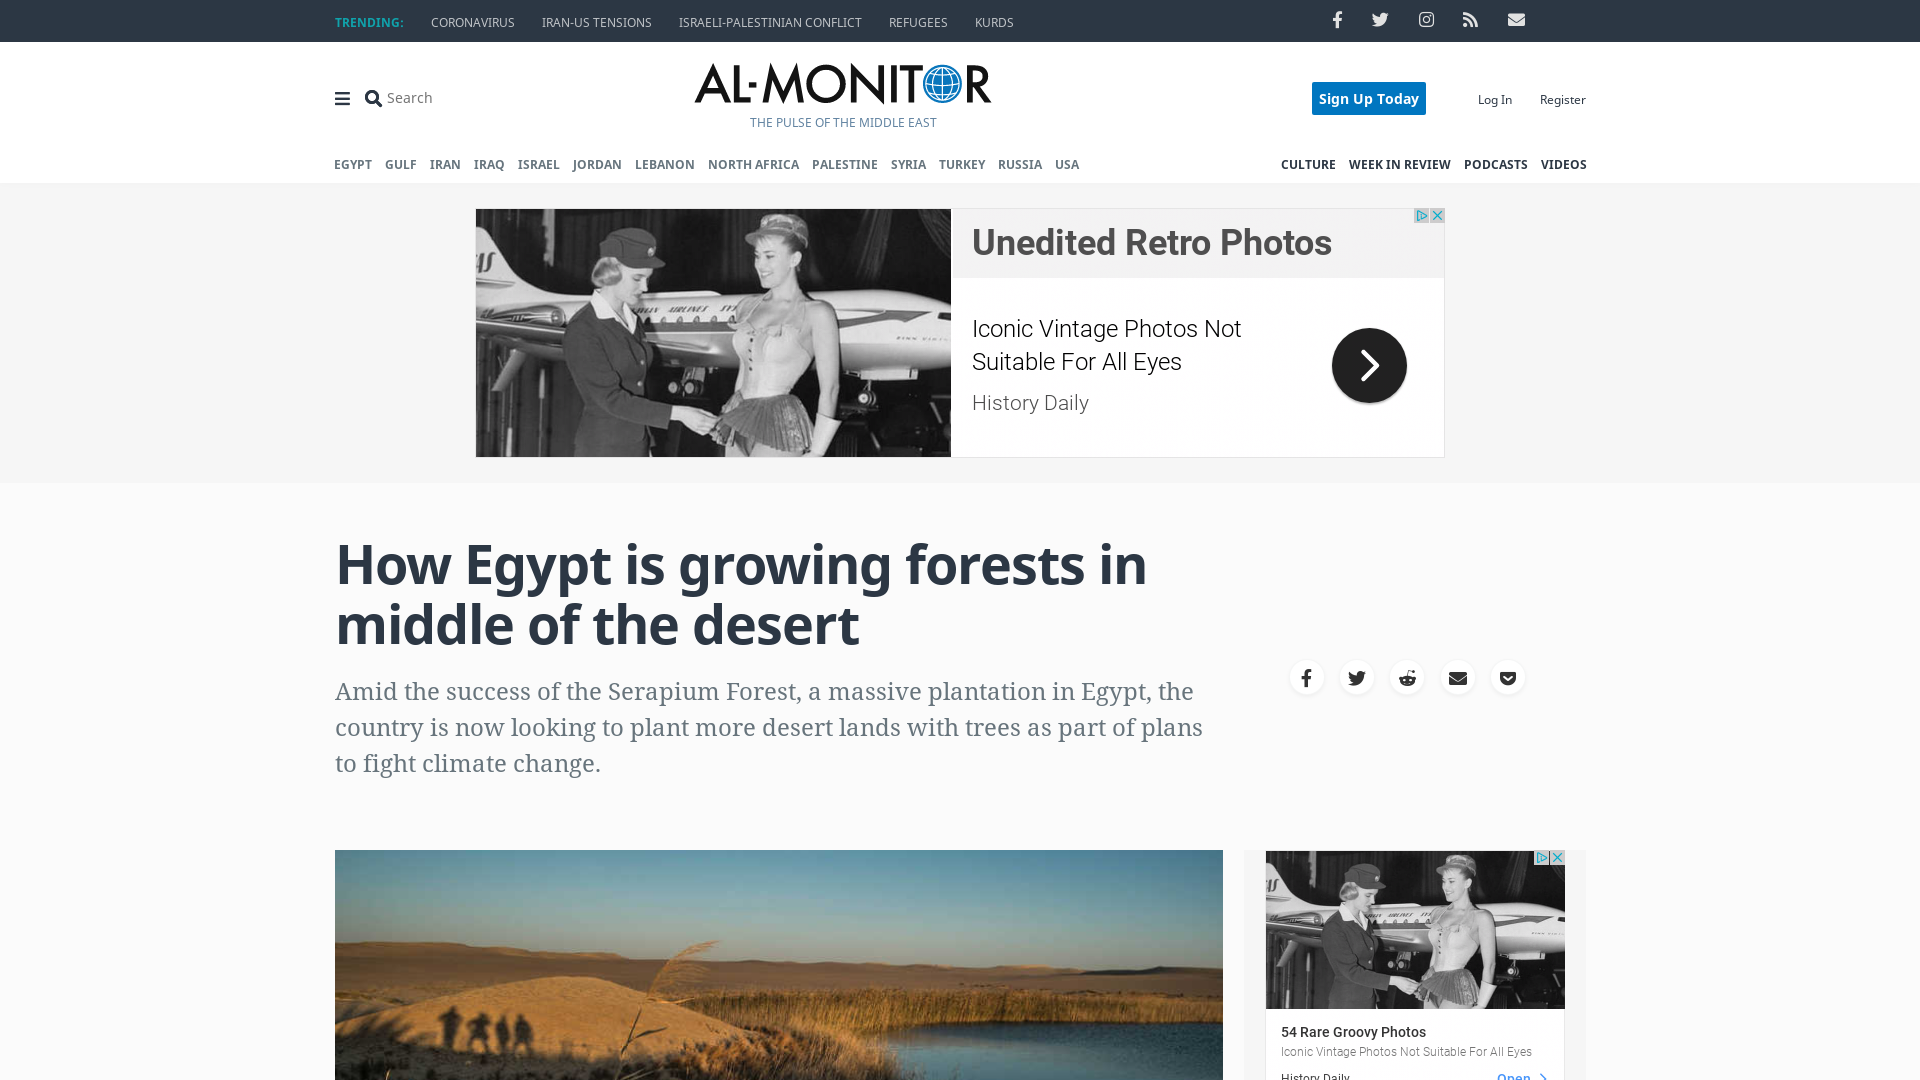 TRENDING: CORONAVIRUS IRAN-US TENSIONS ISRAELI-PALESTINIAN CONFLICT REFUGEES KURDS
Search
AL-MONITOR
THE PULSE OF THE MIDDLE EAST
Sign Up Today
Log In
Register
EGYPT GULF IRAN IRAQ ISRAEL JORDAN LEBANON NORTH AFRICA PALESTINE SYRIA TURKEY RUSSIA USA
CULTURE WEEK IN REVIEW PODCASTS VIDEOS
Unedited Retro Photos
Iconic Vintage Photos Not
Suitable For All Eyes
History Daily
How Egypt is growing forests in
middle of the desert
Amid the success of the Serapium Forest, a massive plantation in Egypt, the
country is now looking to plant more desert lands with trees as part of plans
to fight climate change.
54 Rare Groovy Photos
Iconic Vintage Photos Not Suitable For All Eyes
History Daily
Open